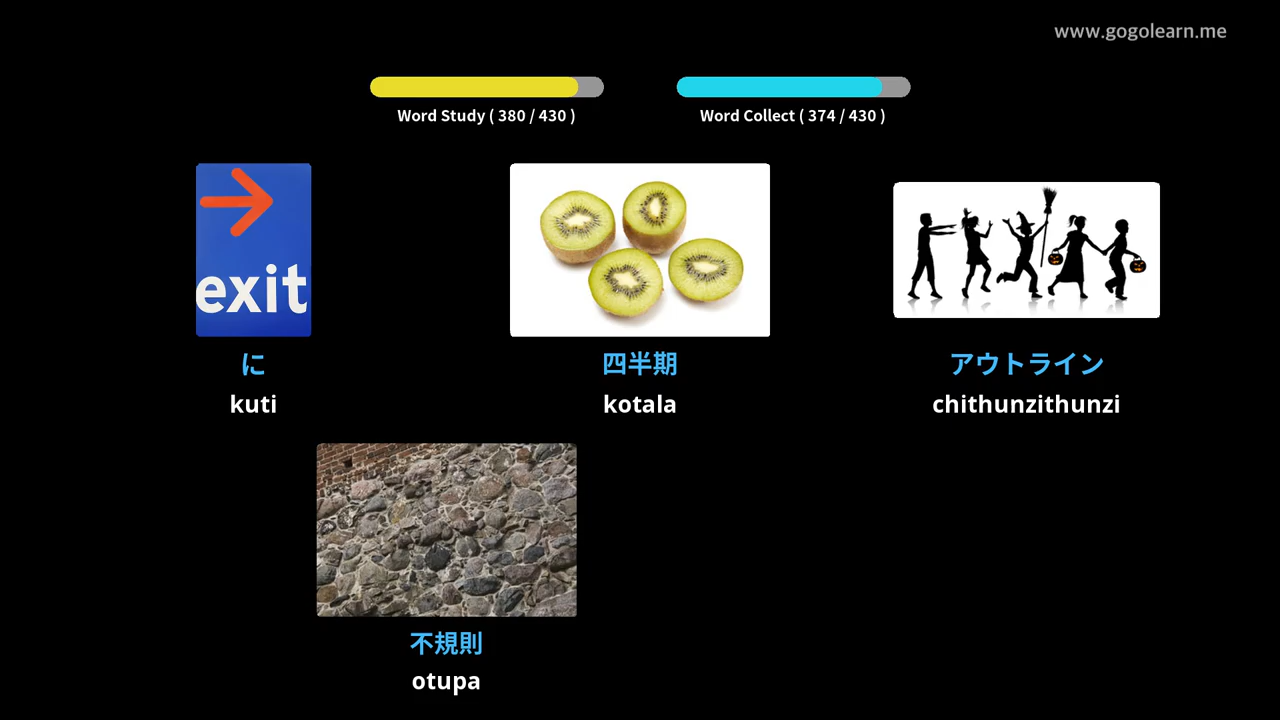 www.gogolearn.me
Word Study ( 380 / 430 )
Word Collect ( 374 / 430 )
exit
に
kuti
四半期
kotala
アウトライン
chithunzithunzi
不規則
otupa